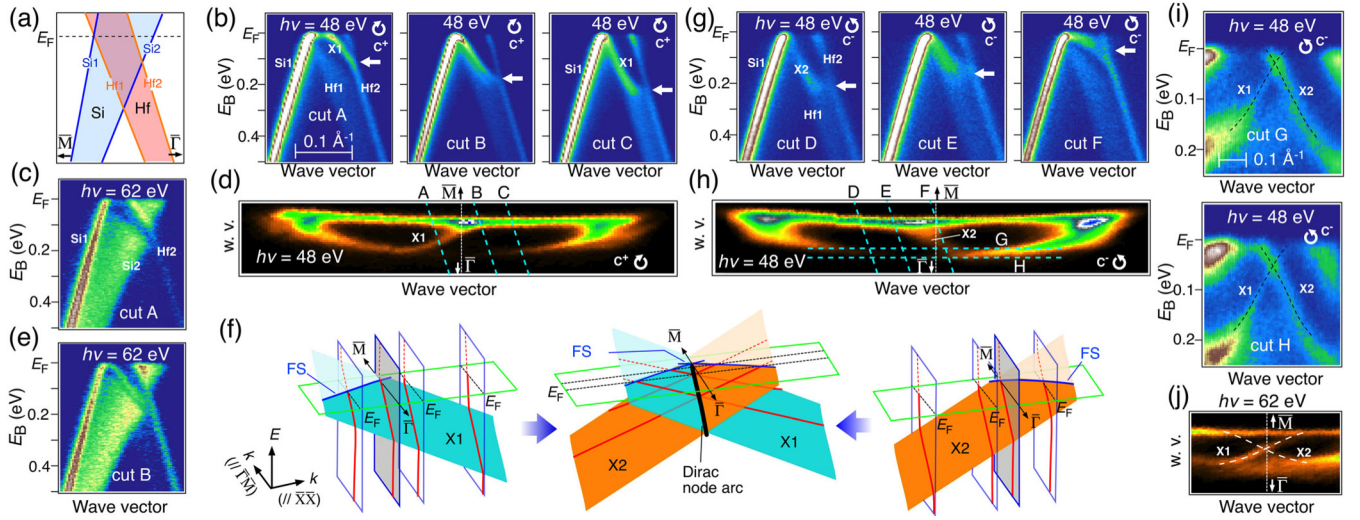 (a)
E_F
Si1
Si2
Hf1
Hf2
Si
Hf
M̅
Γ̅
(b)
hν = 48 eV
C⁺
E_F
Si1
X1
Hf1
Hf2
cut A
0.1 Å⁻¹
E_B (eV)
0.2
0.4
Wave vector
48 eV
C⁺
cut B
Wave vector
48 eV
C⁺
Si1
X1
cut C
Wave vector
(g)
hν = 48 eV
C⁻
E_F
X2
Hf2
Hf1
cut D
E_B (eV)
0.2
0.4
Wave vector
48 eV
C⁻
cut E
Wave vector
48 eV
C⁻
cut F
Wave vector
(i)
hν = 48 eV
C⁻
E_F
X1
X2
cut G
0.1 Å⁻¹
E_B (eV)
0.1
0.2
Wave vector
hν = 48 eV
C⁻
E_F
X1
X2
cut H
E_B (eV)
0.1
0.2
Wave vector
(c)
hν = 62 eV
E_F
Si1
Si2
Hf2
cut A
E_B (eV)
0.2
0.4
(e)
hν = 62 eV
E_F
cut B
E_B (eV)
0.2
0.4
Wave vector
(d)
A M̅ B C
w. v.
X1
Γ̅
hν = 48 eV
C⁺
Wave vector
(h)
D E F M̅
w. v.
X2
G
Γ̅
H
hν = 48 eV
C⁻
Wave vector
(f)
FS
M̅
E_F
E_F
E_F
Γ̅
X1
E
k
(// Γ̅M̅)
k
(// X̅X̅)
FS
M̅
E_F
Γ̅
X2
X1
Dirac
node arc
M̅
FS
E_F
E_F
E_F
Γ̅
X2
(j)
hν = 62 eV
M̅
w. v.
X1
X2
Γ̅
Wave vector